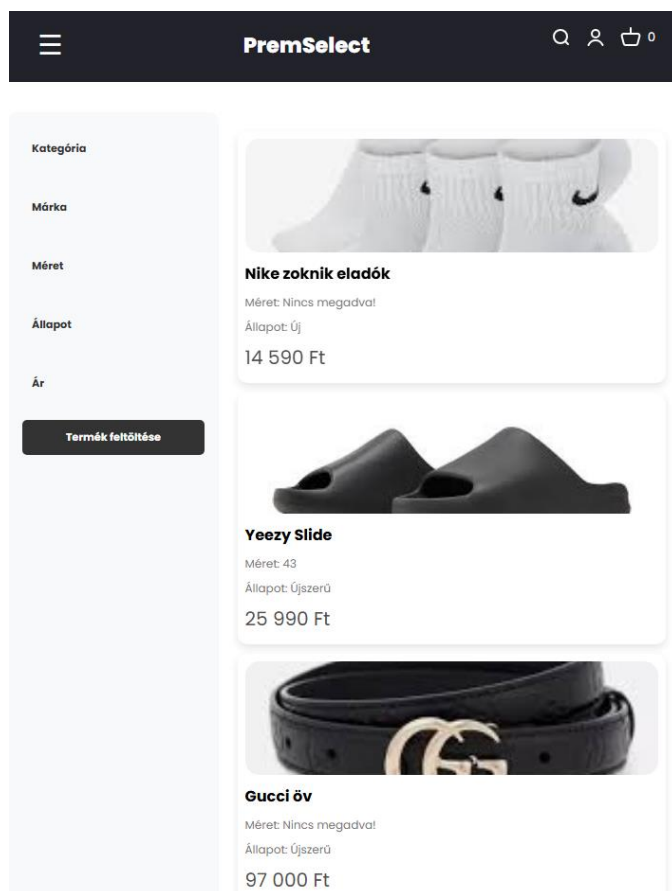 PremSelect
0
Kategória
Márka
Méret
Állapot
Ár
Termék feltöltése
Nike zoknik eladók
Méret: Nincs megadva!
Állapot: Új
14 590 Ft
Yeezy Slide
Méret: 43
Állapot: Újszerű
25 990 Ft
Gucci öv
Méret: Nincs megadva!
Állapot: Újszerű
97 000 Ft